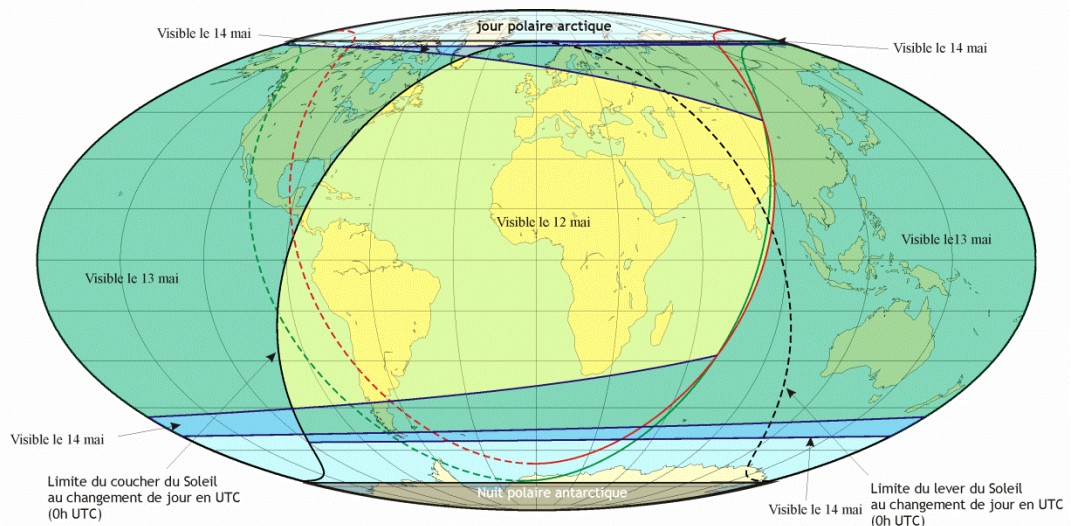 jour polaire arctique
Visible le 14 mai
Visible le 14 mai
Visible le 12 mai
Visible le13 mai
Visible le 13 mai
Visible le 14 mai
Limite du coucher du Soleil
au changement de jour en UTC
(0h UTC)
Nuit polaire antarctique
Visible le 14 mai
Limite du lever du Soleil
au changement de jour en UTC
(0h UTC)